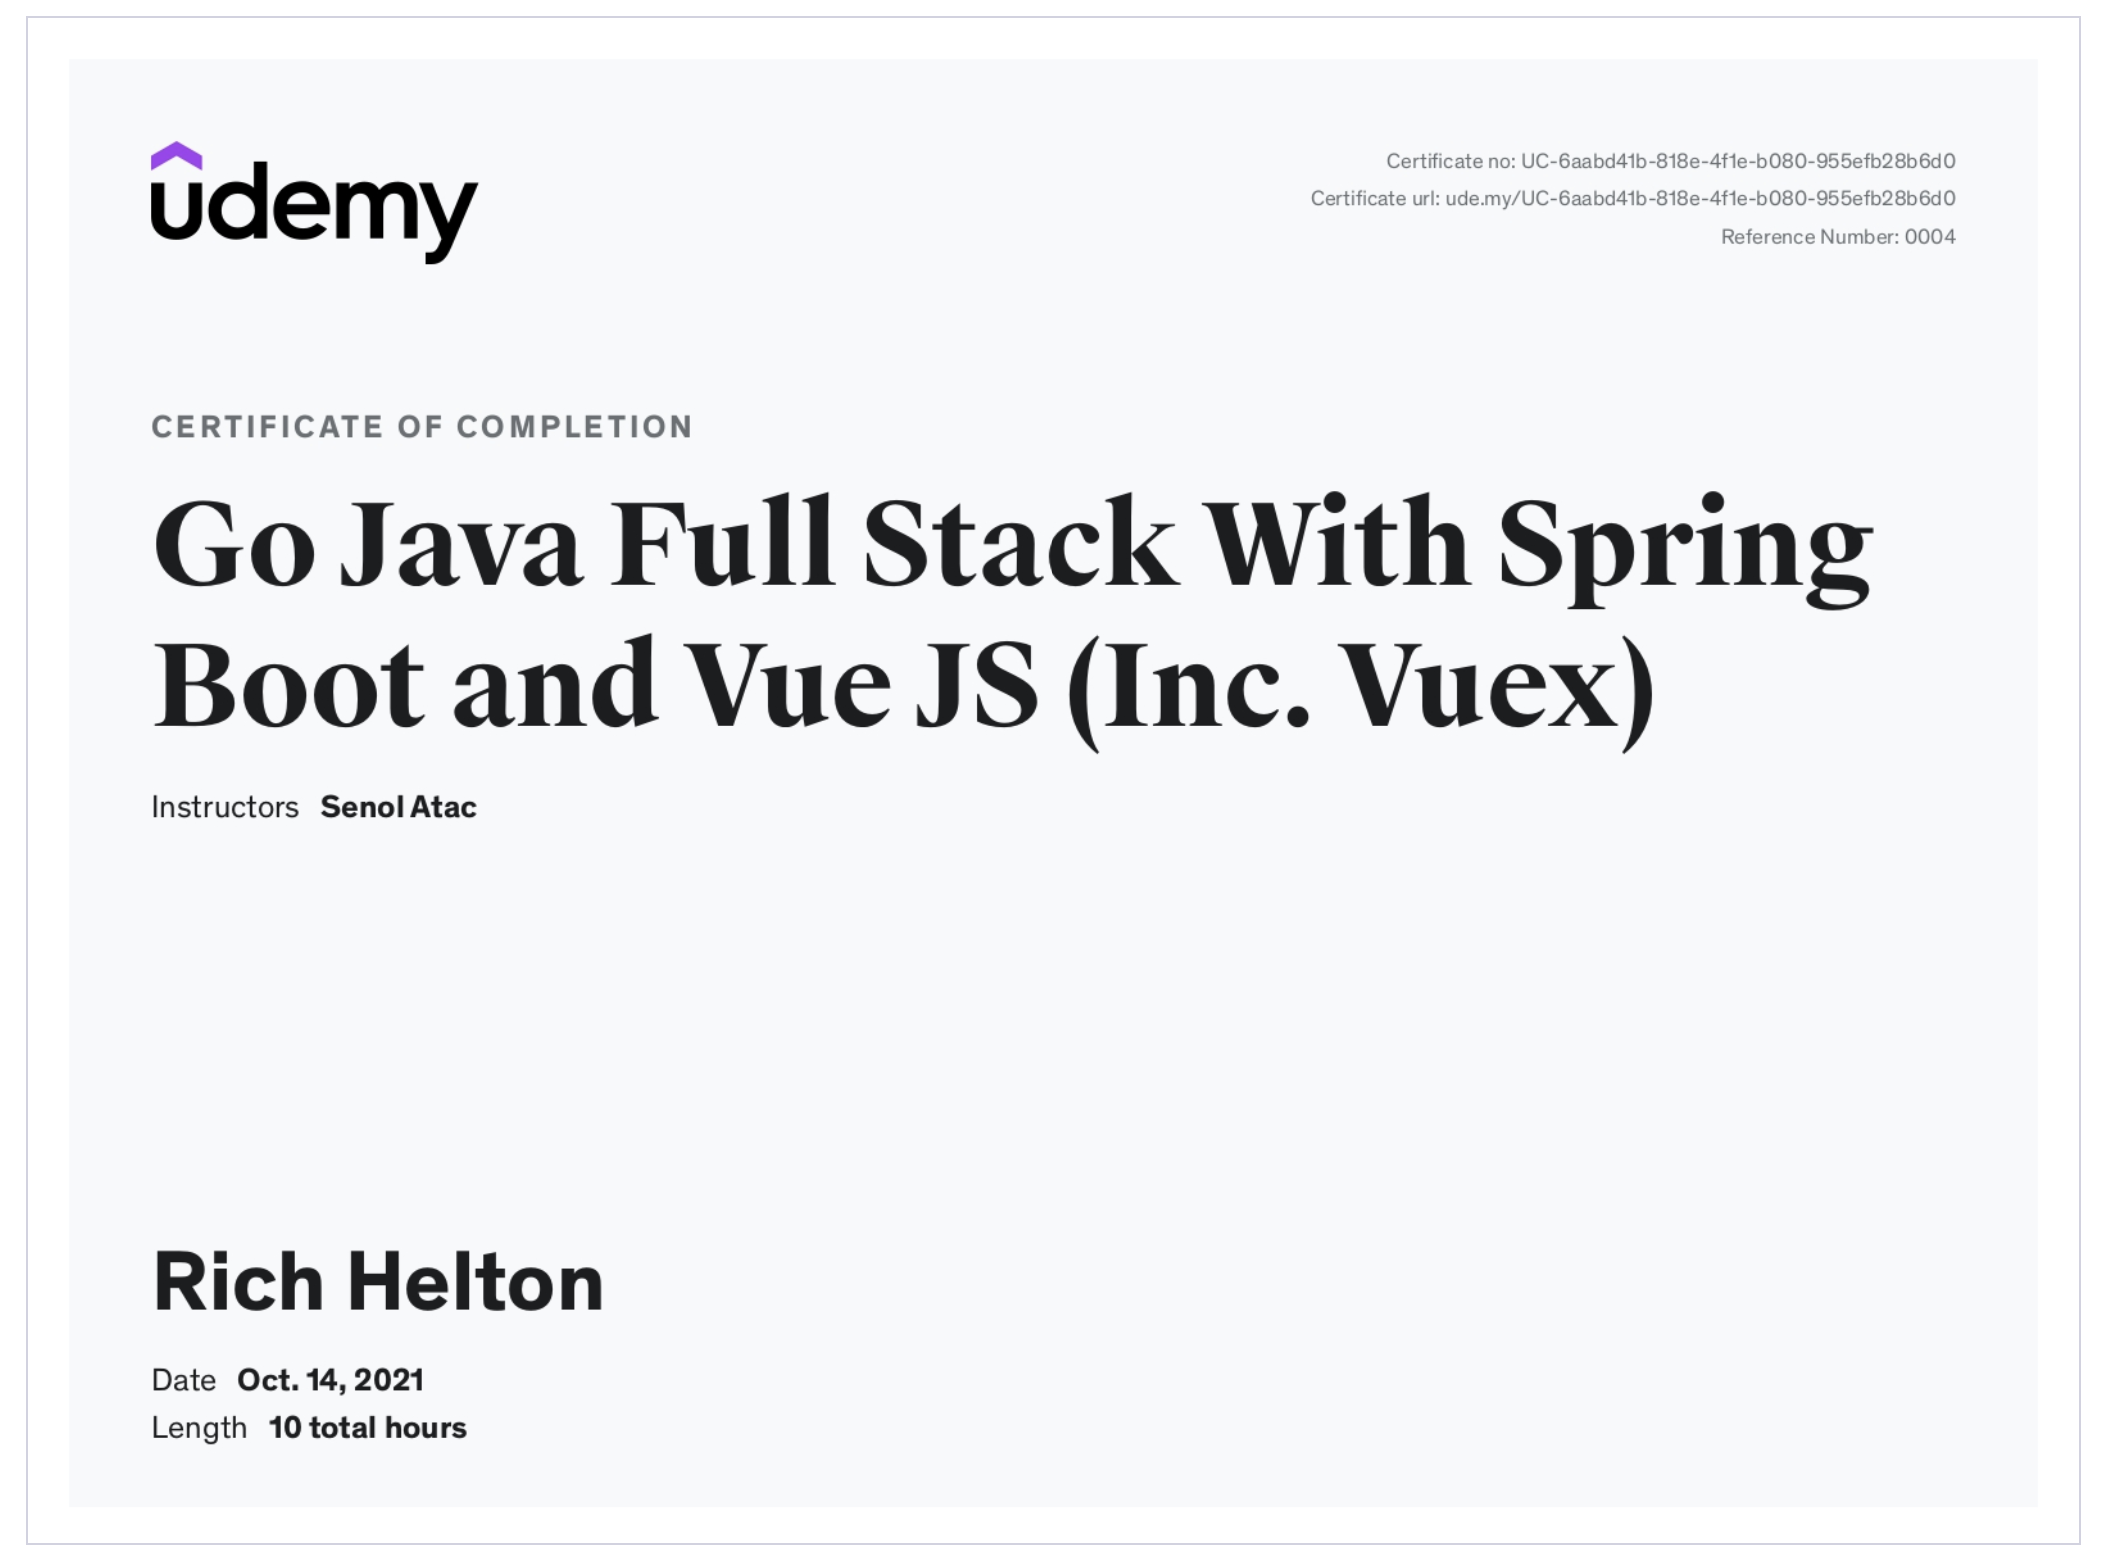 udemy
Certificate no: UC-6aabd41b-818e-4f1e-b080-955efb28b6d0
Certificate url: ude.my/UC-6aabd41b-818e-4f1e-b080-955efb28b6d0
Reference Number: 0004
CERTIFICATE OF COMPLETION
Go Java Full Stack With Spring
Boot and Vue JS (Inc. Vuex)
Instructors Senol Atac
Rich Helton
Date Oct. 14, 2021
Length 10 total hours